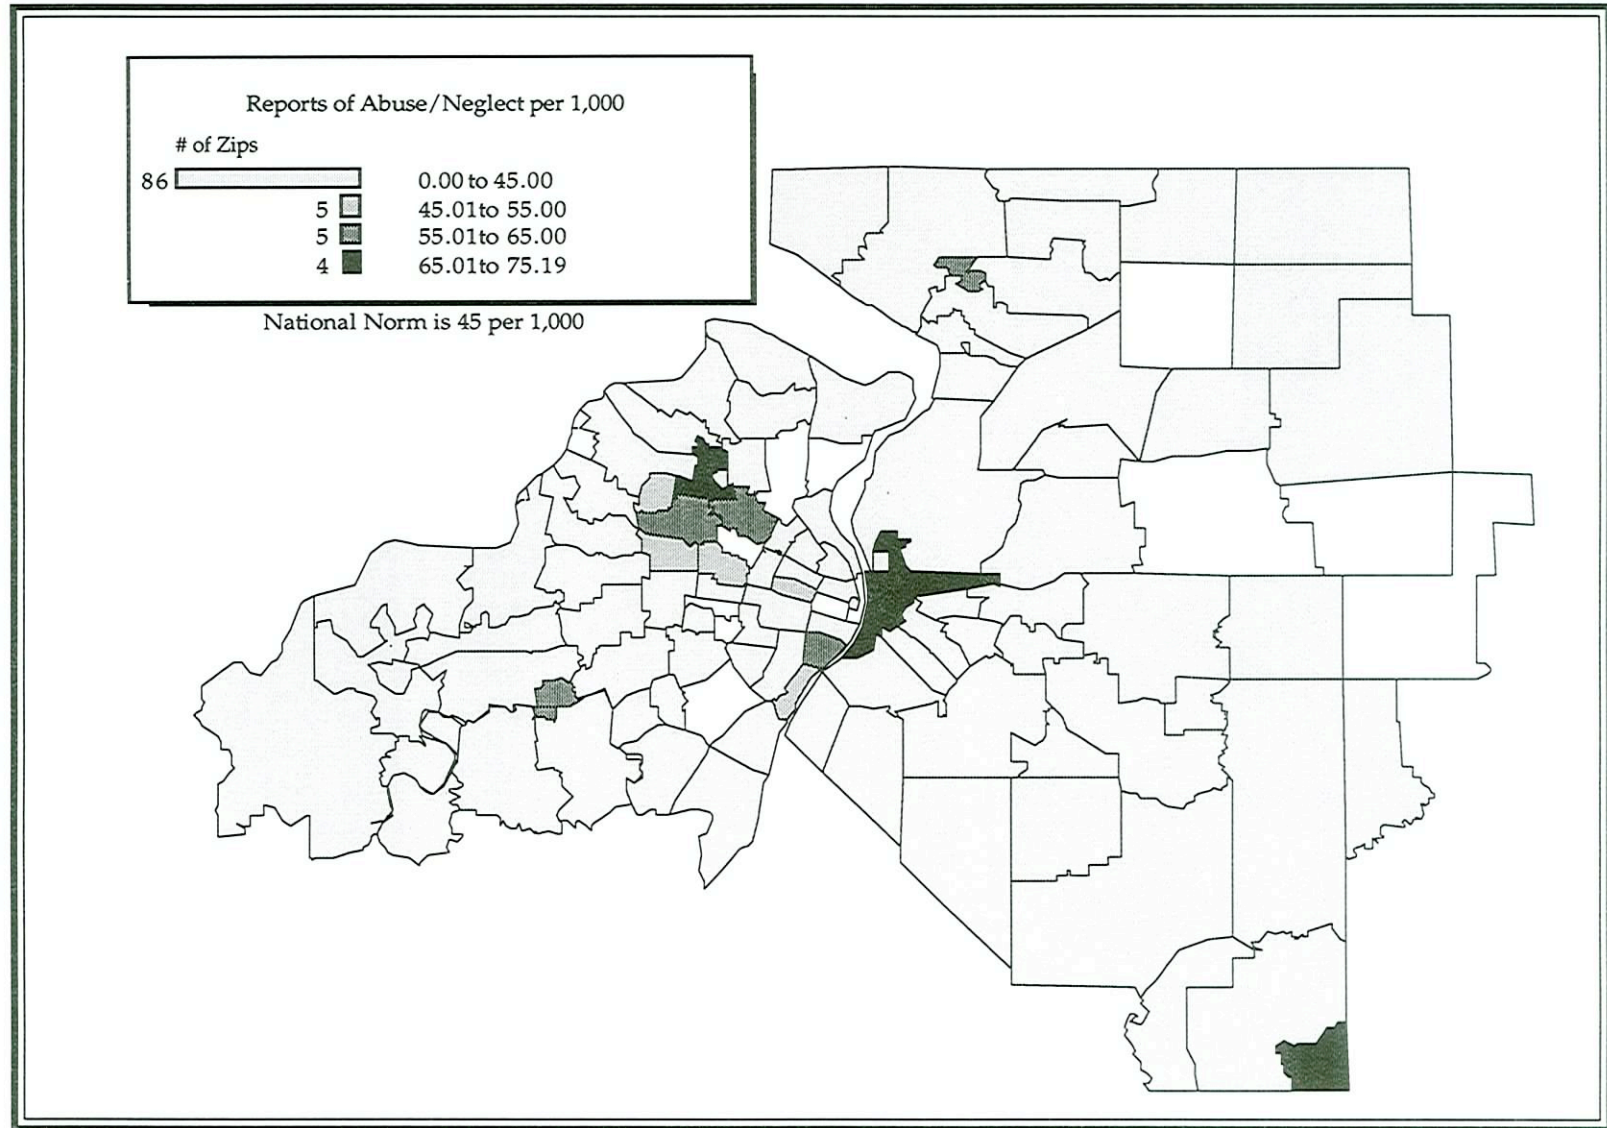 Reports of Abuse/Neglect per 1,000
# of Zips
86 0.00 to 45.00
5 45.01to 55.00
5 55.01to 65.00
4 65.01to 75.19
National Norm is 45 per 1,000